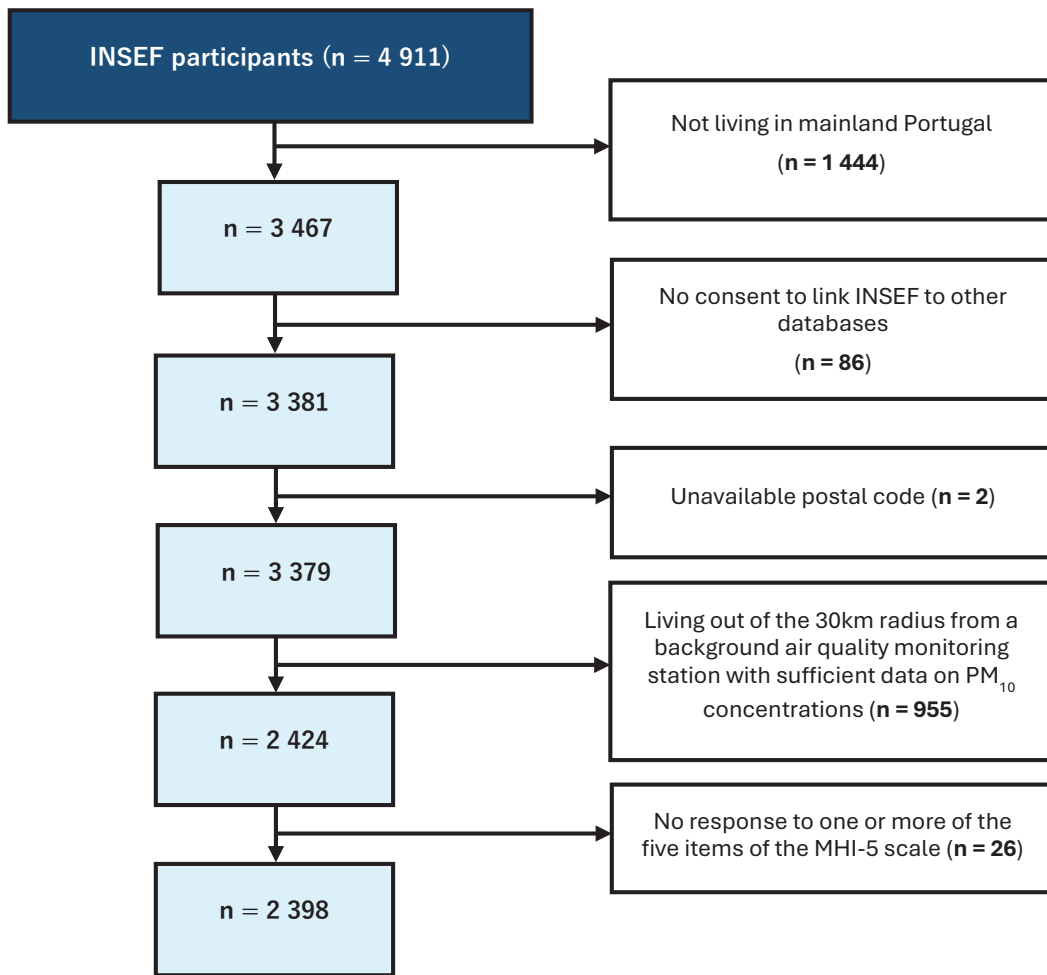 INSEF participants (n = 4 911)
Not living in mainland Portugal
(n = 1 444)
n = 3 467
No consent to link INSEF to other
databases
(n = 86)
n = 3 381
Unavailable postal code (n = 2)
n = 3 379
Living out of the 30km radius from a
background air quality monitoring
station with sufficient data on PM₁₀
concentrations (n = 955)
n = 2 424
No response to one or more of the
five items of the MHI-5 scale (n = 26)
n = 2 398